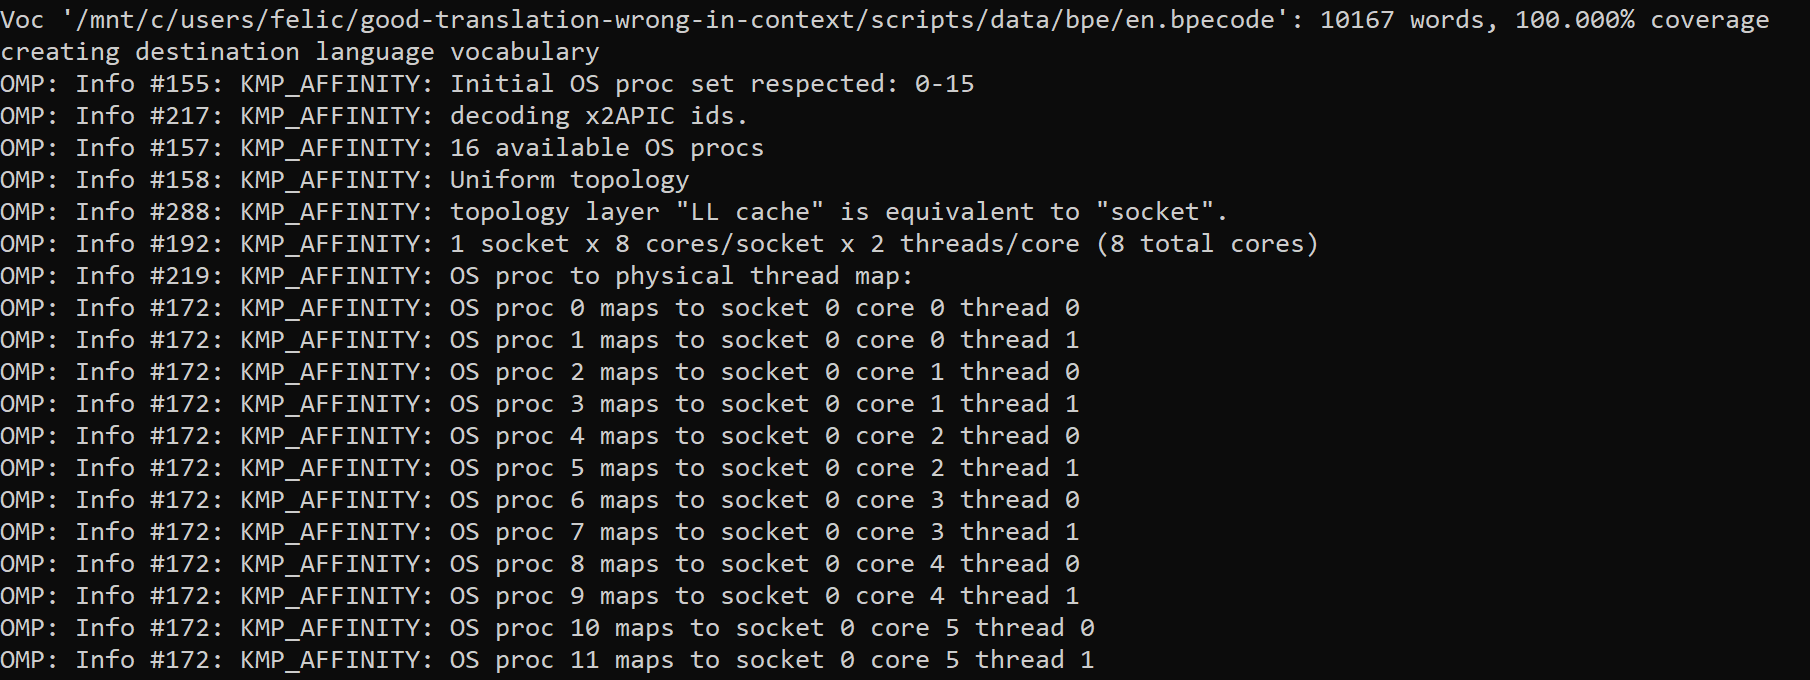 Voc '/mnt/c/users/felic/good-translation-wrong-in-context/scripts/data/bpe/en.bpecode': 10167 words, 100.000% coverage
creating destination language vocabulary
OMP: Info #155: KMP_AFFINITY: Initial OS proc set respected: 0-15
OMP: Info #217: KMP_AFFINITY: decoding x2APIC ids.
OMP: Info #157: KMP_AFFINITY: 16 available OS procs
OMP: Info #158: KMP_AFFINITY: Uniform topology
OMP: Info #288: KMP_AFFINITY: topology layer "LL cache" is equivalent to "socket".
OMP: Info #192: KMP_AFFINITY: 1 socket x 8 cores/socket x 2 threads/core (8 total cores)
OMP: Info #219: KMP_AFFINITY: OS proc to physical thread map:
OMP: Info #172: KMP_AFFINITY: OS proc 0 maps to socket 0 core 0 thread 0
OMP: Info #172: KMP_AFFINITY: OS proc 1 maps to socket 0 core 0 thread 1
OMP: Info #172: KMP_AFFINITY: OS proc 2 maps to socket 0 core 1 thread 0
OMP: Info #172: KMP_AFFINITY: OS proc 3 maps to socket 0 core 1 thread 1
OMP: Info #172: KMP_AFFINITY: OS proc 4 maps to socket 0 core 2 thread 0
OMP: Info #172: KMP_AFFINITY: OS proc 5 maps to socket 0 core 2 thread 1
OMP: Info #172: KMP_AFFINITY: OS proc 6 maps to socket 0 core 3 thread 0
OMP: Info #172: KMP_AFFINITY: OS proc 7 maps to socket 0 core 3 thread 1
OMP: Info #172: KMP_AFFINITY: OS proc 8 maps to socket 0 core 4 thread 0
OMP: Info #172: KMP_AFFINITY: OS proc 9 maps to socket 0 core 4 thread 1
OMP: Info #172: KMP_AFFINITY: OS proc 10 maps to socket 0 core 5 thread 0
OMP: Info #172: KMP_AFFINITY: OS proc 11 maps to socket 0 core 5 thread 1